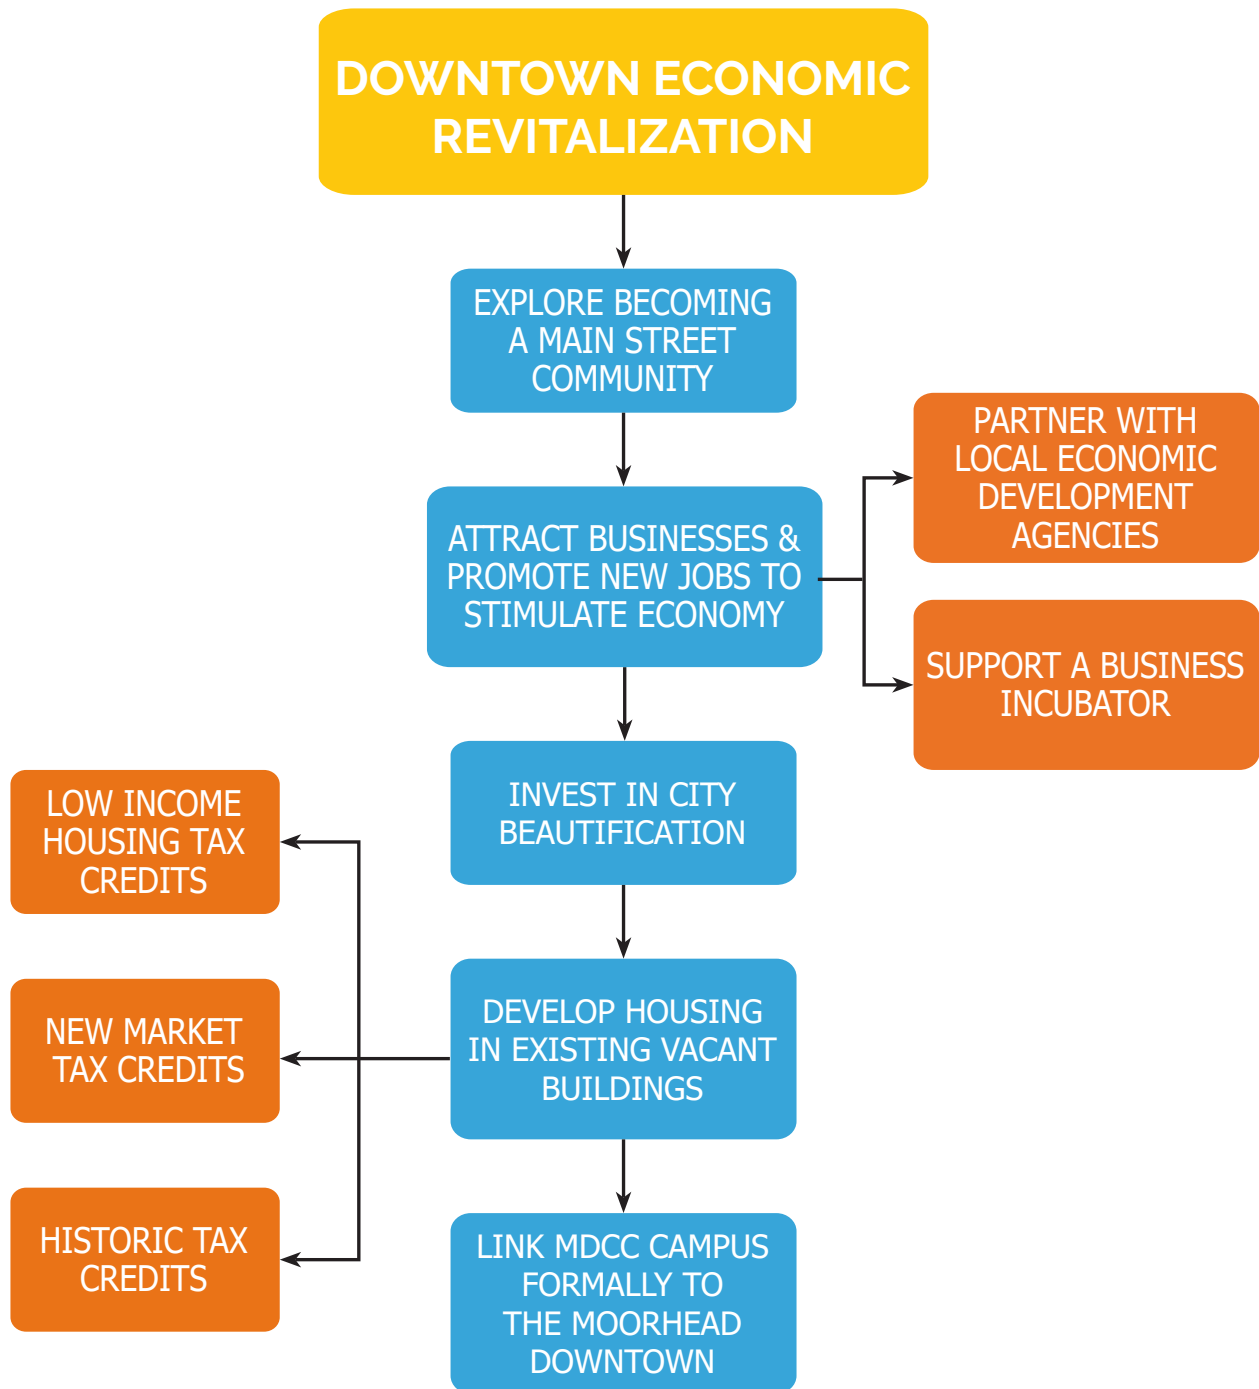 DOWNTOWN ECONOMIC
REVITALIZATION
EXPLORE BECOMING
A MAIN STREET
COMMUNITY
ATTRACT BUSINESSES &
PROMOTE NEW JOBS TO
STIMULATE ECONOMY
PARTNER WITH
LOCAL ECONOMIC
DEVELOPMENT
AGENCIES
SUPPORT A BUSINESS
INCUBATOR
INVEST IN CITY
BEAUTIFICATION
DEVELOP HOUSING
IN EXISTING VACANT
BUILDINGS
LOW INCOME
HOUSING TAX
CREDITS
NEW MARKET
TAX CREDITS
HISTORIC TAX
CREDITS
LINK MDCC CAMPUS
FORMALLY TO
THE MOORHEAD
DOWNTOWN